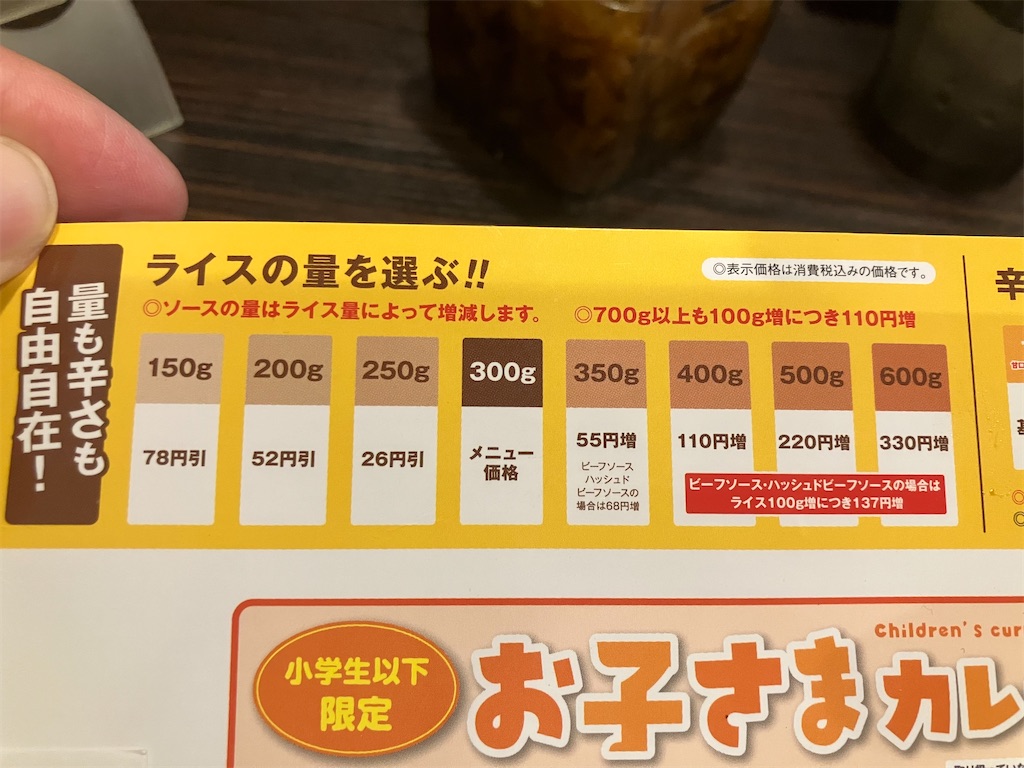 量も辛さも
自由自在!
ライスの量を選ぶ!!
◎表示価格は消費税込みの価格です。
◎ソースの量はライス量によって増減します。
◎700g以上も100g増につき110円増
150g
78円引
200g
52円引
250g
26円引
300g
メニュー
価格
350g
55円増
ビーフソース
ハッシュド
ビーフソースの
場合は68円増
400g
110円増
500g
220円増
600g
330円増
ビーフソース・ハッシュドビーフソースの場合は
ライス100g増につき137円増
辛
小学生以下
限定
お子さまカレ
Children's cur